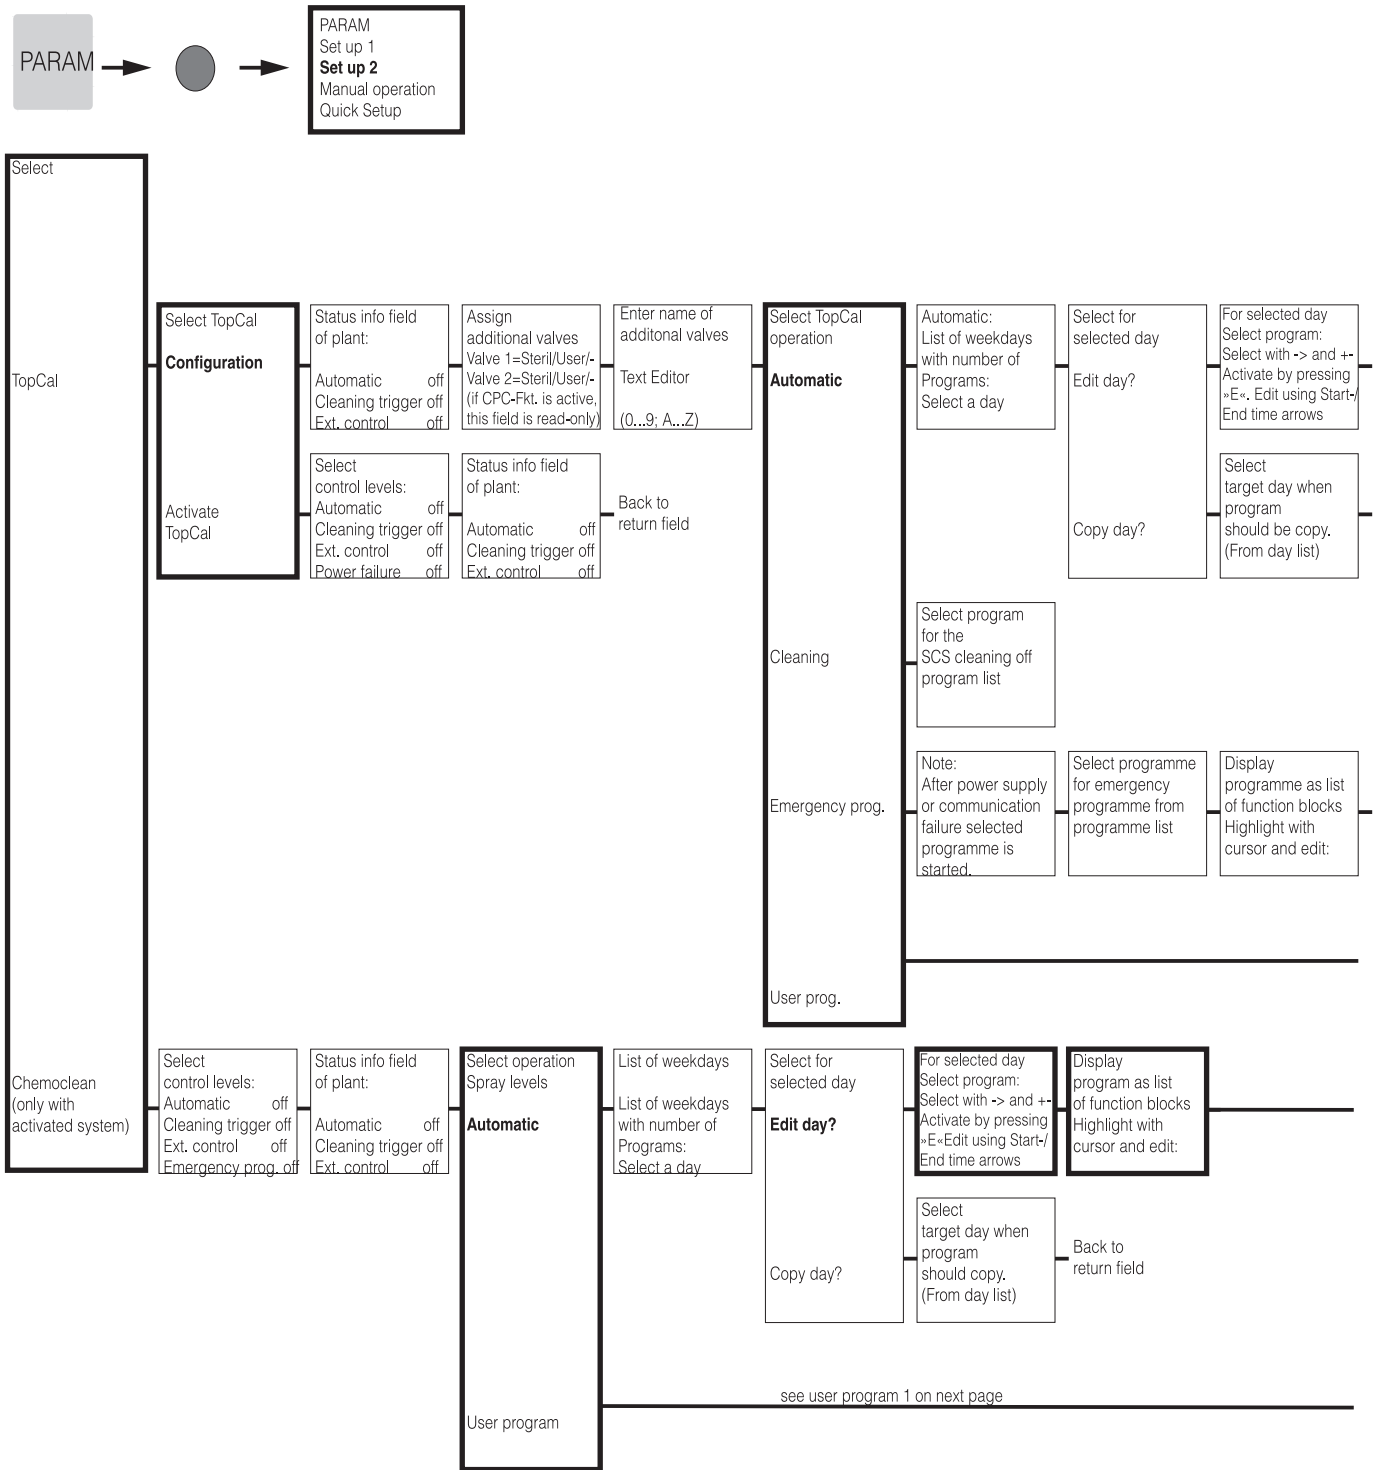 PARAM
PARAM
Set up 1
Set up 2
Manual operation
Quick Setup
Select
TopCal
Chemoclean
(only with
activated system)
Select TopCal
Configuration
Activate
TopCal
Status info field
of plant:
Automatic off
Cleaning trigger off
Ext. control off
Assign
additional valves
Valve 1=Steril/User/-
Valve 2=Steril/User/-
(if CPC-Fkt. is active,
this field is read-only)
Enter name of
additonal valves
Text Editor
(0...9; A...Z)
Select
control levels:
Automatic off
Cleaning trigger off
Ext. control off
Power failure off
Status info field
of plant:
Automatic off
Cleaning trigger off
Ext. control off
Back to
return field
Select TopCal
operation
Automatic
Cleaning
Emergency prog.
User prog.
Automatic:
List of weekdays
with number of
Programs:
Select a day
Select for
selected day
Edit day?
Copy day?
For selected day
Select program:
Select with -> and +-
Activate by pressing
»E«. Edit using Start-/
End time arrows
Select
target day when
program
should be copy.
(From day list)
Select program
for the
SCS cleaning off
program list
Note:
After power supply
or communication
failure selected
programme is
started.
Select programme
for emergency
programme from
programme list
Display
programme as list
of function blocks
Highlight with
cursor and edit:
Select
control levels:
Automatic off
Cleaning trigger off
Ext. control off
Emergency prog. off
Status info field
of plant:
Automatic off
Cleaning trigger off
Ext. control off
Select operation
Spray levels
Automatic
User program
List of weekdays
List of weekdays
with number of
Programs:
Select a day
Select for
selected day
Edit day?
Copy day?
For selected day
Select program:
Select with -> and +-
Activate by pressing
»E«Edit using Start-/
End time arrows
Display
program as list
of function blocks
Highlight with
cursor and edit:
Select
target day when
program
should copy.
(From day list)
Back to
return field
see user program 1 on next page